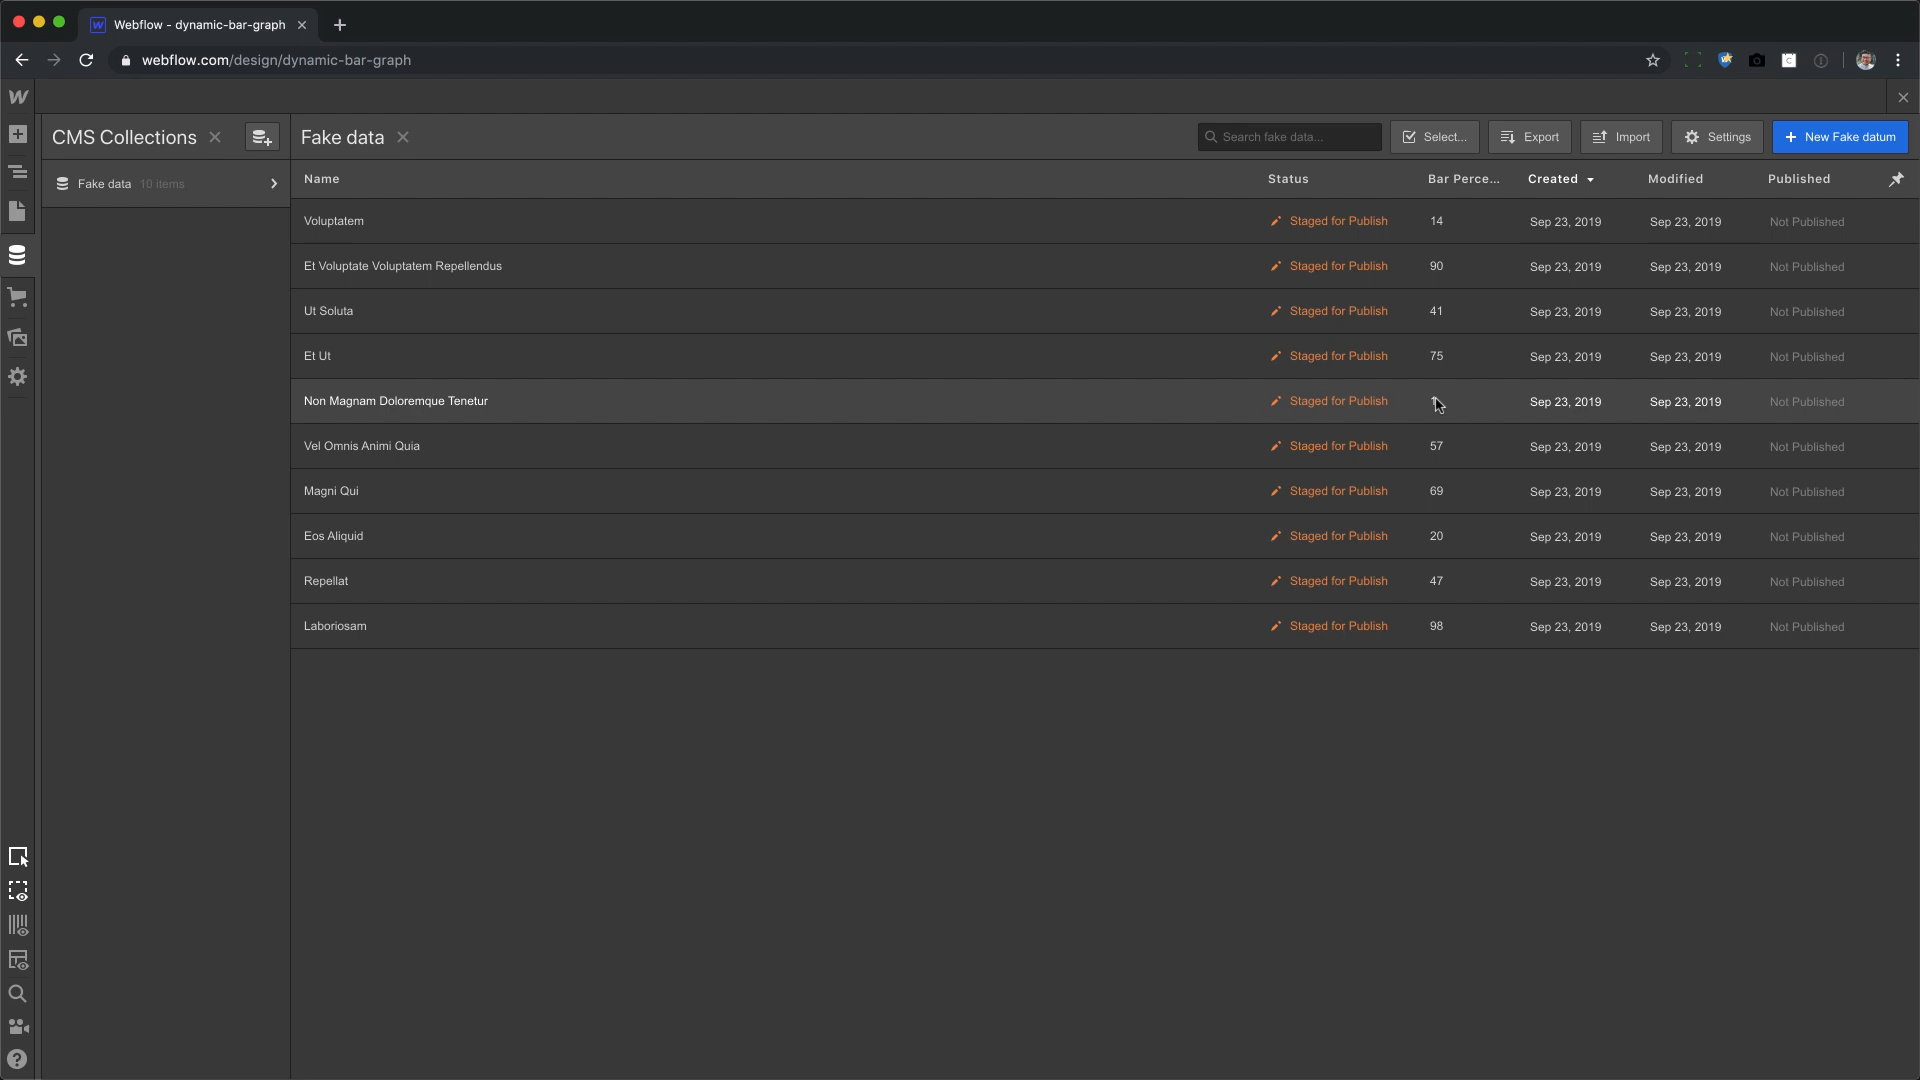 Webflow - dynamic-bar-graph
webflow.com/design/dynamic-bar-graph
CMS Collections
Fake data
Search fake data...
Select...
Export
Import
Settings
New Fake datum
Fake data 10 items
Name Status Bar Perce... Created Modified Published
Voluptatem Staged for Publish 14 Sep 23, 2019 Sep 23, 2019 Not Published
Et Voluptate Voluptatem Repellendus Staged for Publish 90 Sep 23, 2019 Sep 23, 2019 Not Published
Ut Soluta Staged for Publish 41 Sep 23, 2019 Sep 23, 2019 Not Published
Et Ut Staged for Publish 75 Sep 23, 2019 Sep 23, 2019 Not Published
Non Magnam Doloremque Tenetur Staged for Publish Sep 23, 2019 Sep 23, 2019 Not Published
Vel Omnis Animi Quia Staged for Publish 57 Sep 23, 2019 Sep 23, 2019 Not Published
Magni Qui Staged for Publish 69 Sep 23, 2019 Sep 23, 2019 Not Published
Eos Aliquid Staged for Publish 20 Sep 23, 2019 Sep 23, 2019 Not Published
Repellat Staged for Publish 47 Sep 23, 2019 Sep 23, 2019 Not Published
Laboriosam Staged for Publish 98 Sep 23, 2019 Sep 23, 2019 Not Published